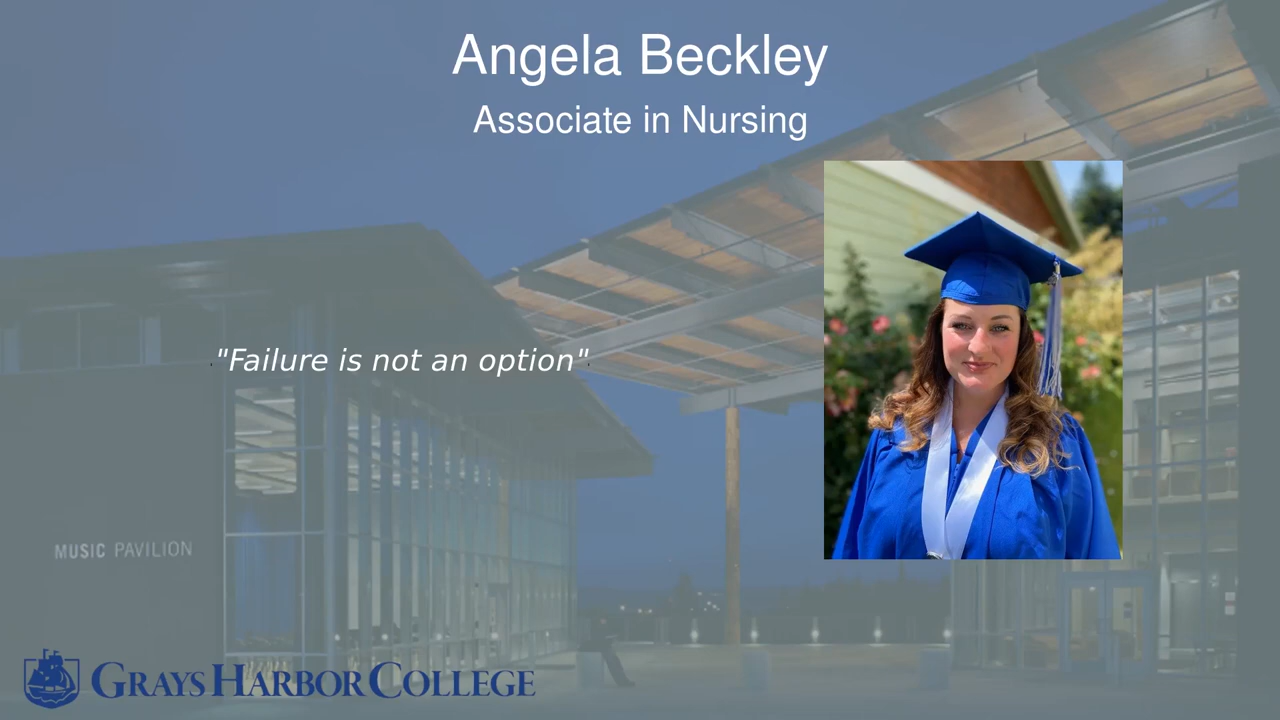 Angela Beckley
Associate in Nursing
"Failure is not an option"
MUSIC PAVILION
GRAYS HARBOR COLLEGE